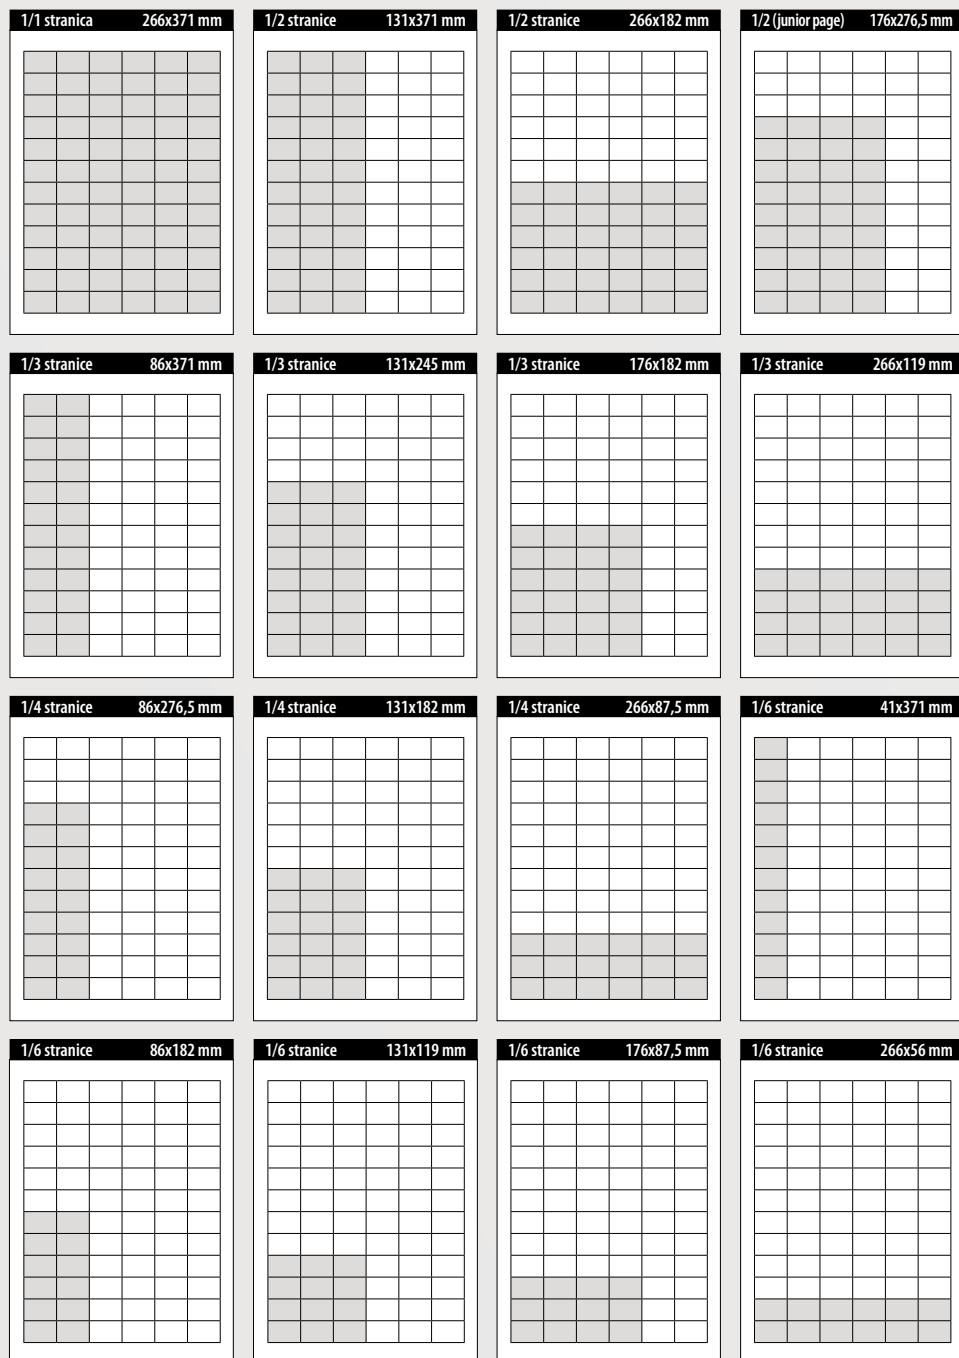 1/1 stranica 266x371 mm
1/2 stranice 131x371 mm
1/2 stranice 266x182 mm
1/2 (junior page) 176x276,5 mm
1/3 stranice 86x371 mm
1/3 stranice 131x245 mm
1/3 stranice 176x182 mm
1/3 stranice 266x119 mm
1/4 stranice 86x276,5 mm
1/4 stranice 131x182 mm
1/4 stranice 266x87,5 mm
1/6 stranice 41x371 mm
1/6 stranice 86x182 mm
1/6 stranice 131x119 mm
1/6 stranice 176x87,5 mm
1/6 stranice 266x56 mm